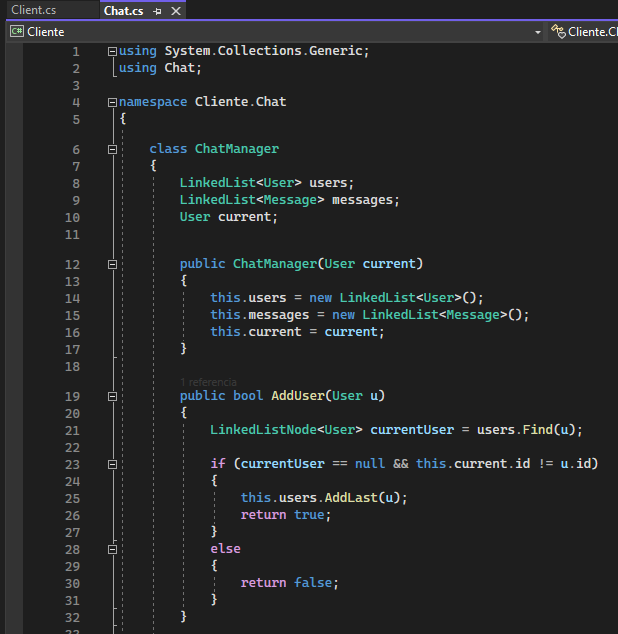 Client.cs
Chat.cs
C# Cliente
Cliente.Cl
1 using System.Collections.Generic;
2 using Chat;
3
4 namespace Cliente.Chat
5 {
6 class ChatManager
7 {
8 LinkedList<User> users;
9 LinkedList<Message> messages;
10 User current;
11
12 public ChatManager(User current)
13 {
14 this.users = new LinkedList<User>();
15 this.messages = new LinkedList<Message>();
16 this.current = current;
17 }
18
1 referencia
19 public bool AddUser(User u)
20 {
21 LinkedListNode<User> currentUser = users.Find(u);
22
23 if (currentUser == null && this.current.id != u.id)
24 {
25 this.users.AddLast(u);
26 return true;
27 }
28 else
29 {
30 return false;
31 }
32 }
33